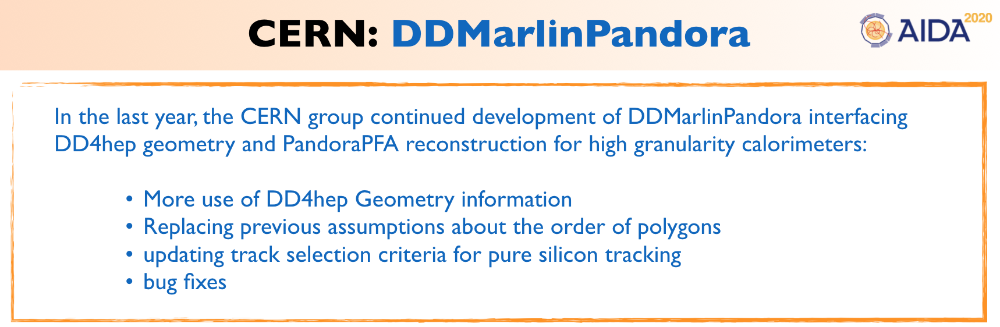 CERN: DDMarlinPandora
AIDA 2020
In the last year, the CERN group continued development of DDMarlinPandora interfacing
DD4hep geometry and PandoraPFA reconstruction for high granularity calorimeters:
• More use of DD4hep Geometry information
• Replacing previous assumptions about the order of polygons
• updating track selection criteria for pure silicon tracking
• bug fixes